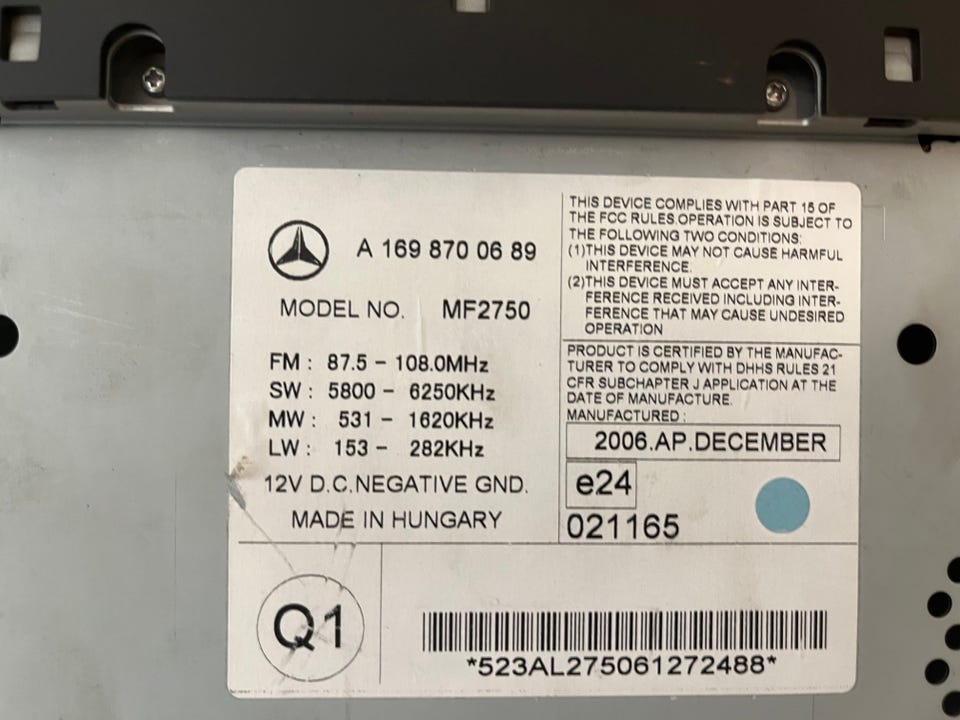 A 169 870 0689
MODEL NO. MF2750
FM : 87.5 - 108.0MHz
SW : 5800 - 6250KHz
MW : 531 - 1620KHz
LW : 153 - 282KHz
12V D.C.NEGATIVE GND.
MADE IN HUNGARY
THIS DEVICE COMPLIES WITH PART 15 OF
THE FCC RULES OPERATION IS SUBJECT TO
THE FOLLOWING TWO CONDITIONS:
(1)THIS DEVICE MAY NOT CAUSE HARMFUL
INTERFERENCE.
(2)THIS DEVICE MUST ACCEPT ANY INTER-
FERENCE RECEIVED INCLUDING INTER-
FERENCE THAT MAY CAUSE UNDESIRED
OPERATION
PRODUCT IS CERTIFIED BY THE MANUFAC-
TURER TO COMPLY WITH DHHS RULES 21
CFR SUBCHAPTER J APPLICATION AT THE
DATE OF MANUFACTURE.
MANUFACTURED :
2006.AP.DECEMBER
e24
021165
Q1
*523AL275061272488*